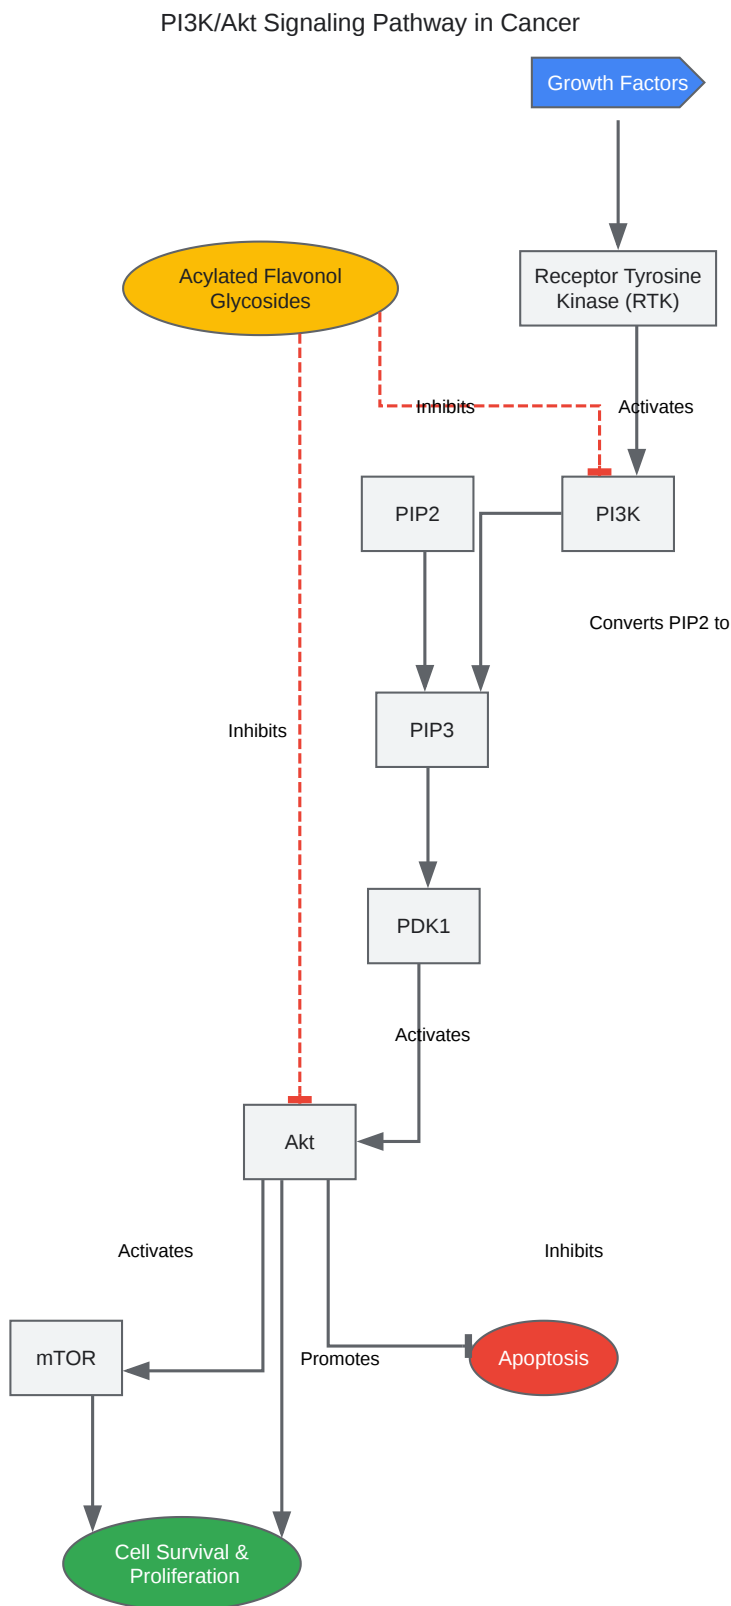 PI3K/Akt Signaling Pathway in Cancer
Growth Factors
Acylated Flavonol
Glycosides
Receptor Tyrosine
Kinase (RTK)
Inhibits
Activates
PIP2
PI3K
Converts PIP2 to
Inhibits
PIP3
PDK1
Activates
Akt
Activates
Inhibits
mTOR
Promotes
Apoptosis
Cell Survival &
Proliferation